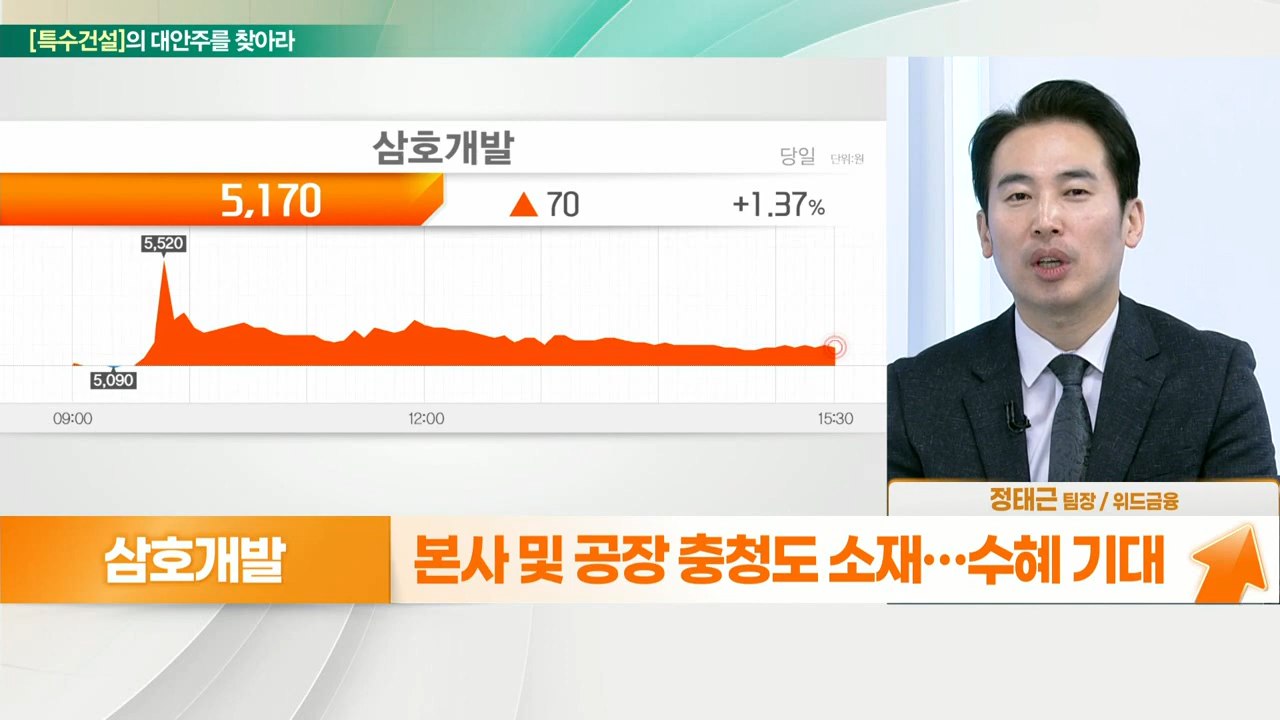 [특수건설]의 대안주를 찾아라
삼호개발
당일 단위:원
5,170 ▲ 70 +1.37%
5,520
5,090
09:00 12:00 15:30
정태근 팀장 / 위드금융
삼호개발
본사 및 공장 충청도 소재…수혜 기대